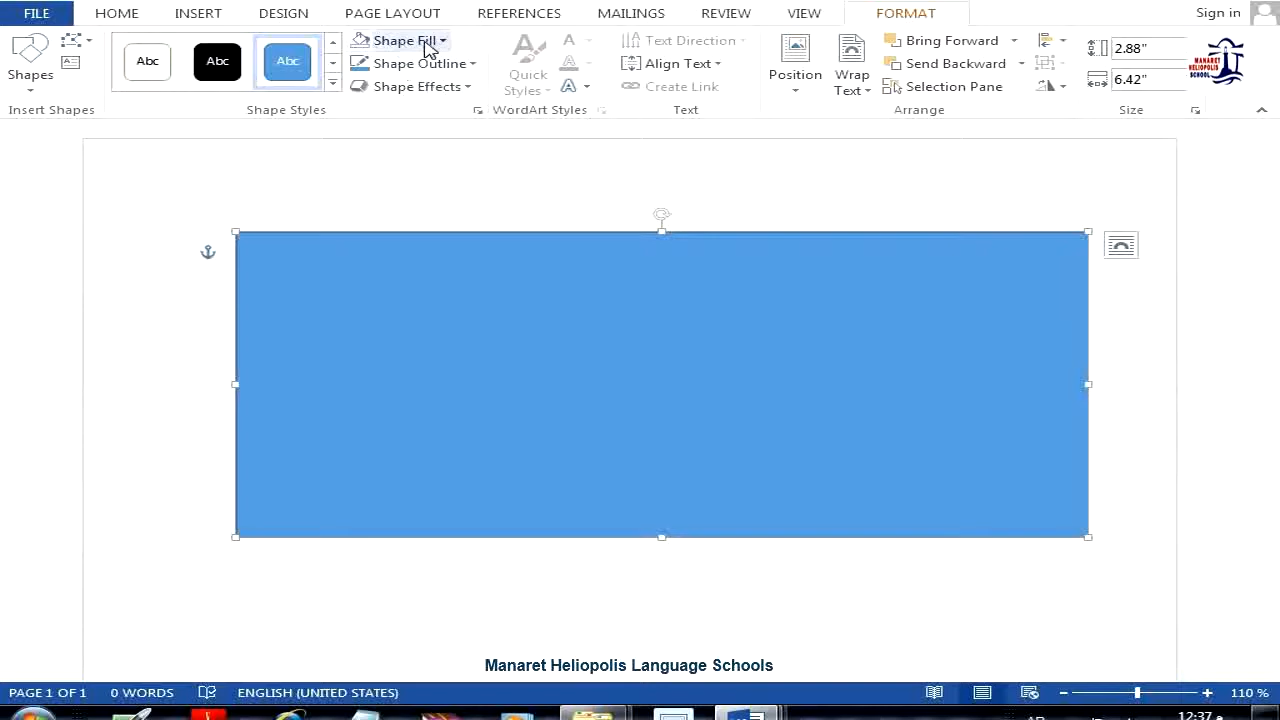 FILE HOME INSERT DESIGN PAGE LAYOUT REFERENCES MAILINGS REVIEW VIEW FORMAT Sign in
Shapes
Insert Shapes
Abc Abc Abc
Shape Fill
Shape Outline
Shape Effects
Shape Styles
Quick
Styles
WordArt Styles
Text Direction
Align Text
Create Link
Text
Position
Wrap
Text
Bring Forward
Send Backward
Selection Pane
Arrange
2.88"
6.42"
Size
MANARET
HELIOPOLIS
SCHOOL
Manaret Heliopolis Language Schools
PAGE 1 OF 1 0 WORDS ENGLISH (UNITED STATES) 110 %
12:37